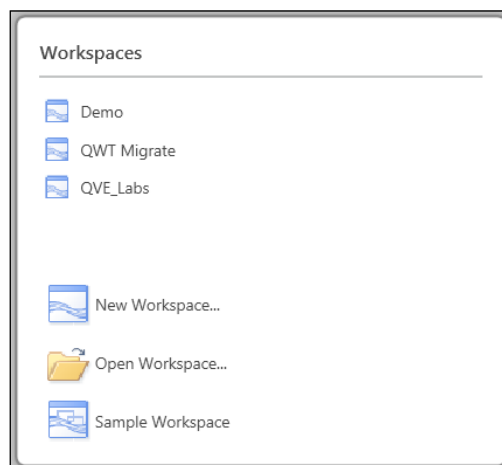 Workspaces
Demo
QWT Migrate
QVE_Labs
New Workspace...
Open Workspace...
Sample Workspace